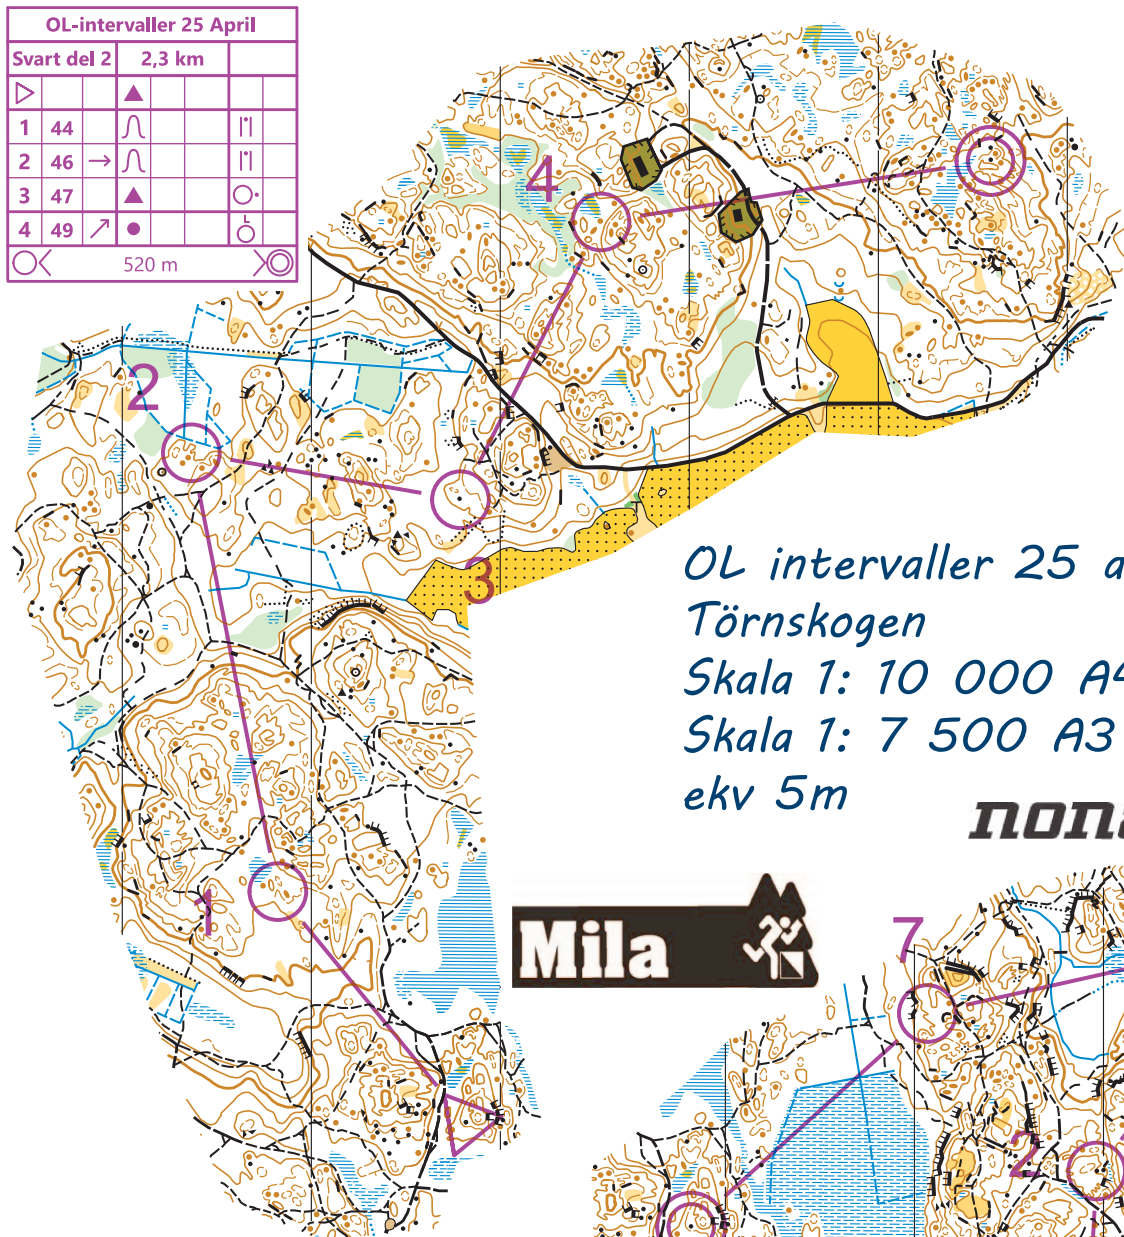 OL-intervaller 25 April
Svart del 2 2,3 km
1 44
2 46
3 47
4 49
520 m
4
2
3
1
OL intervaller 25 a
Törnskogen
Skala 1: 10 000 A4
Skala 1: 7 500 A3
ekv 5m
Mila
7
2